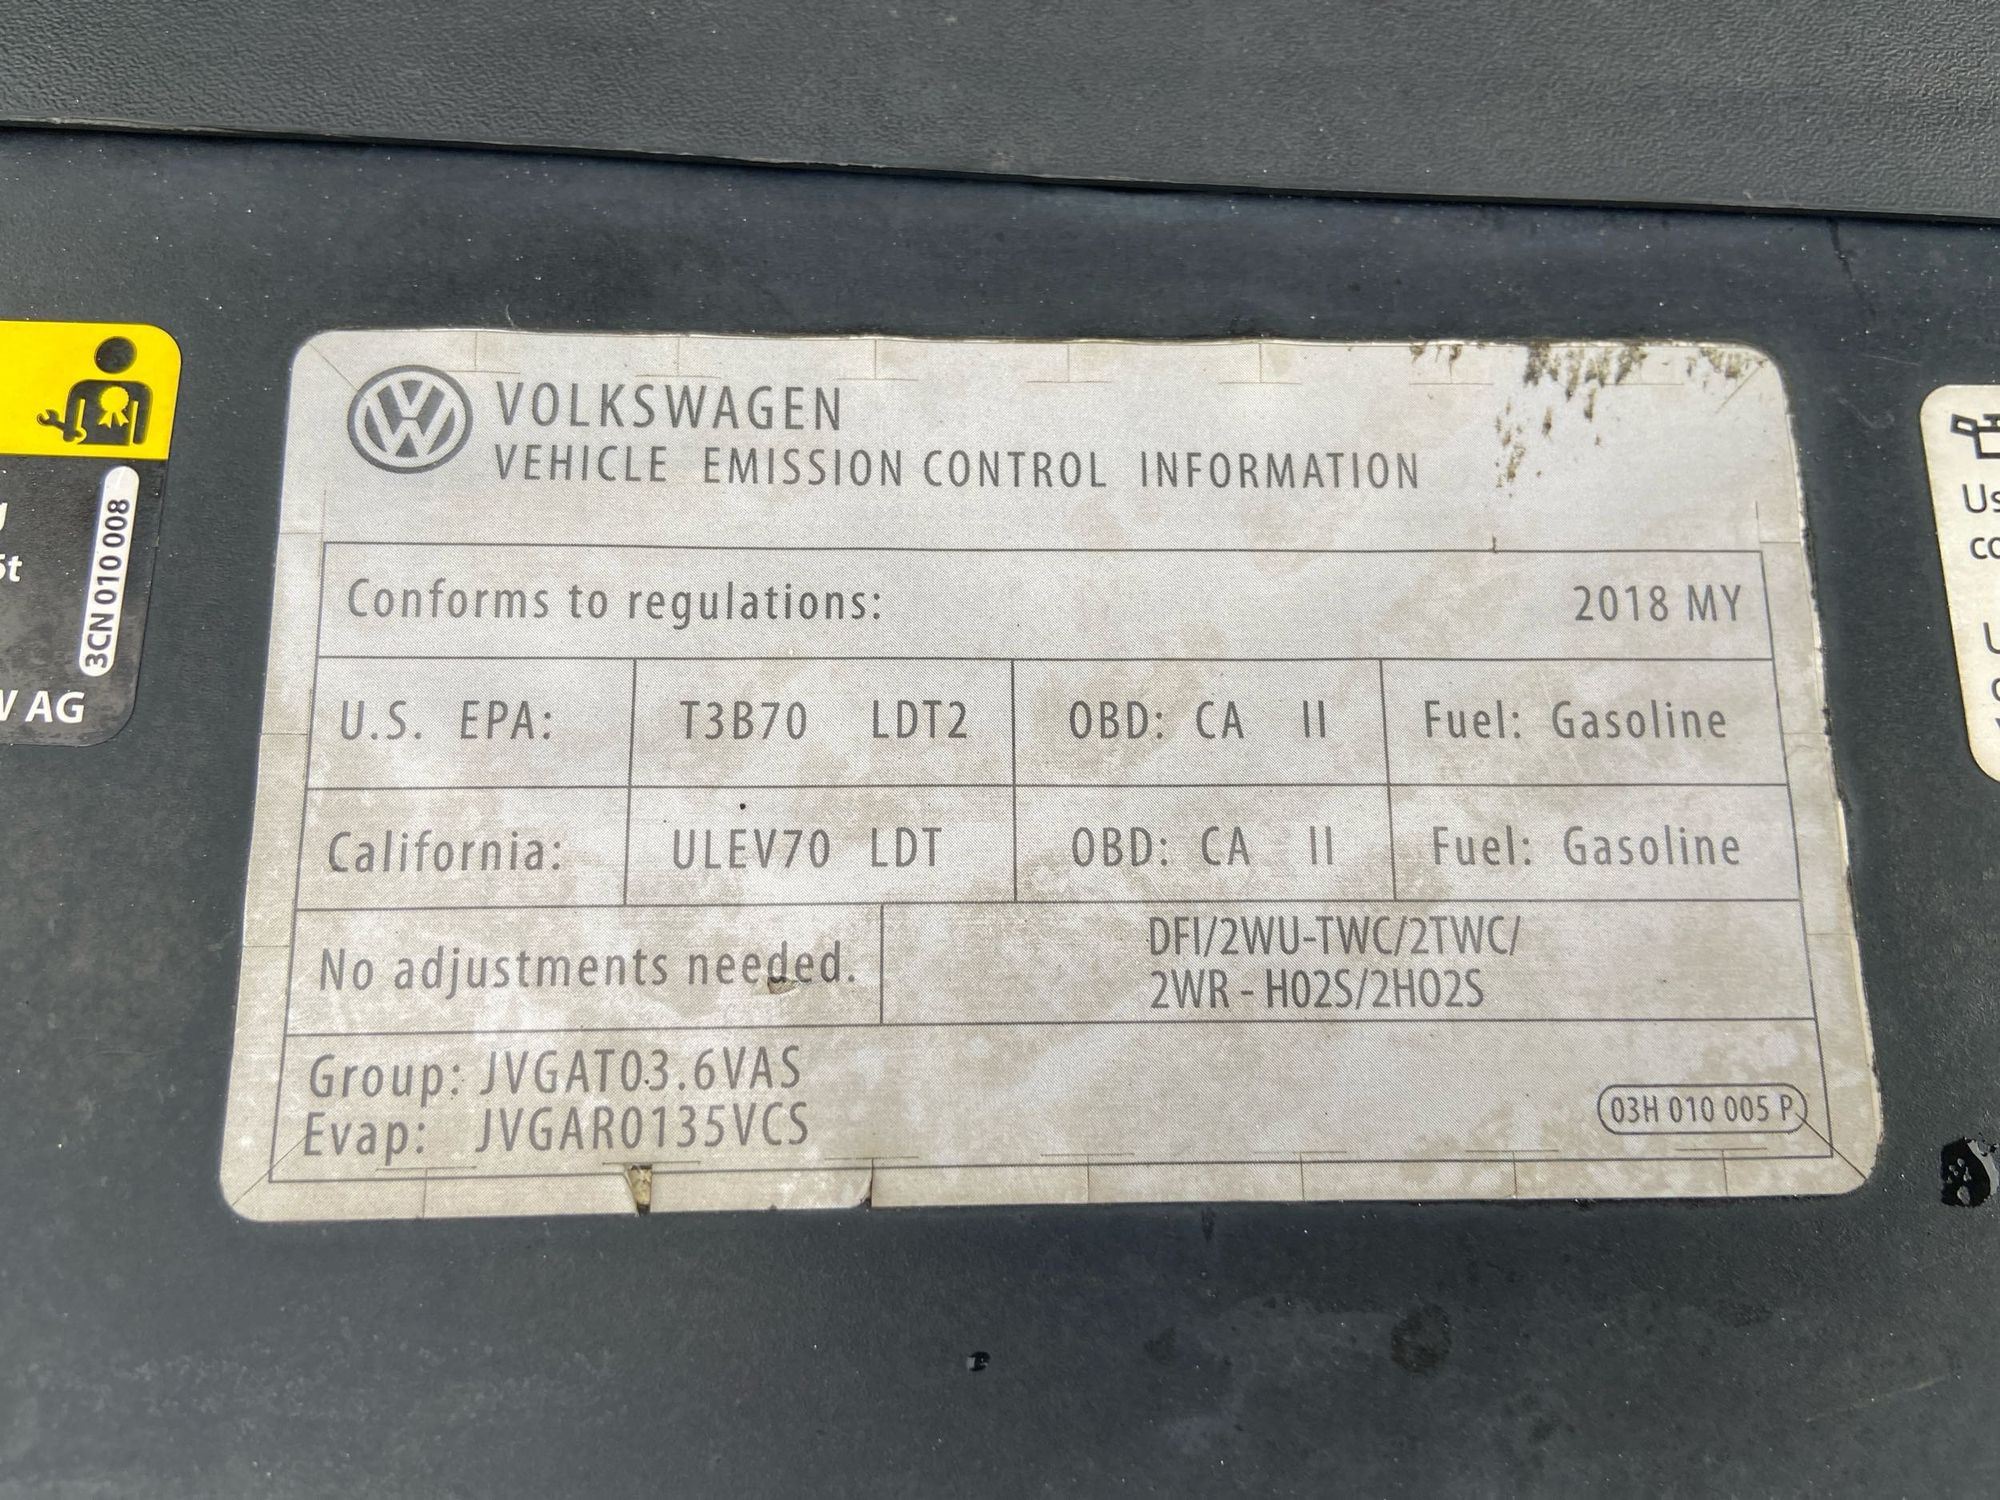 VOLKSWAGEN
VEHICLE EMISSION CONTROL INFORMATION
Conforms to regulations: 2018 MY
U.S. EPA: T3B70 LDT2 OBD: CA II Fuel: Gasoline
California: ULEV70 LDT OBD: CA II Fuel: Gasoline
No adjustments needed.
DFI/2WU-TWC/2TWC/
2WR - HO2S/2HO2S
Group: JVGAT03.6VAS
Evap: JVGAR0135VCS
03H 010 005 P
3CN 010 008
AG